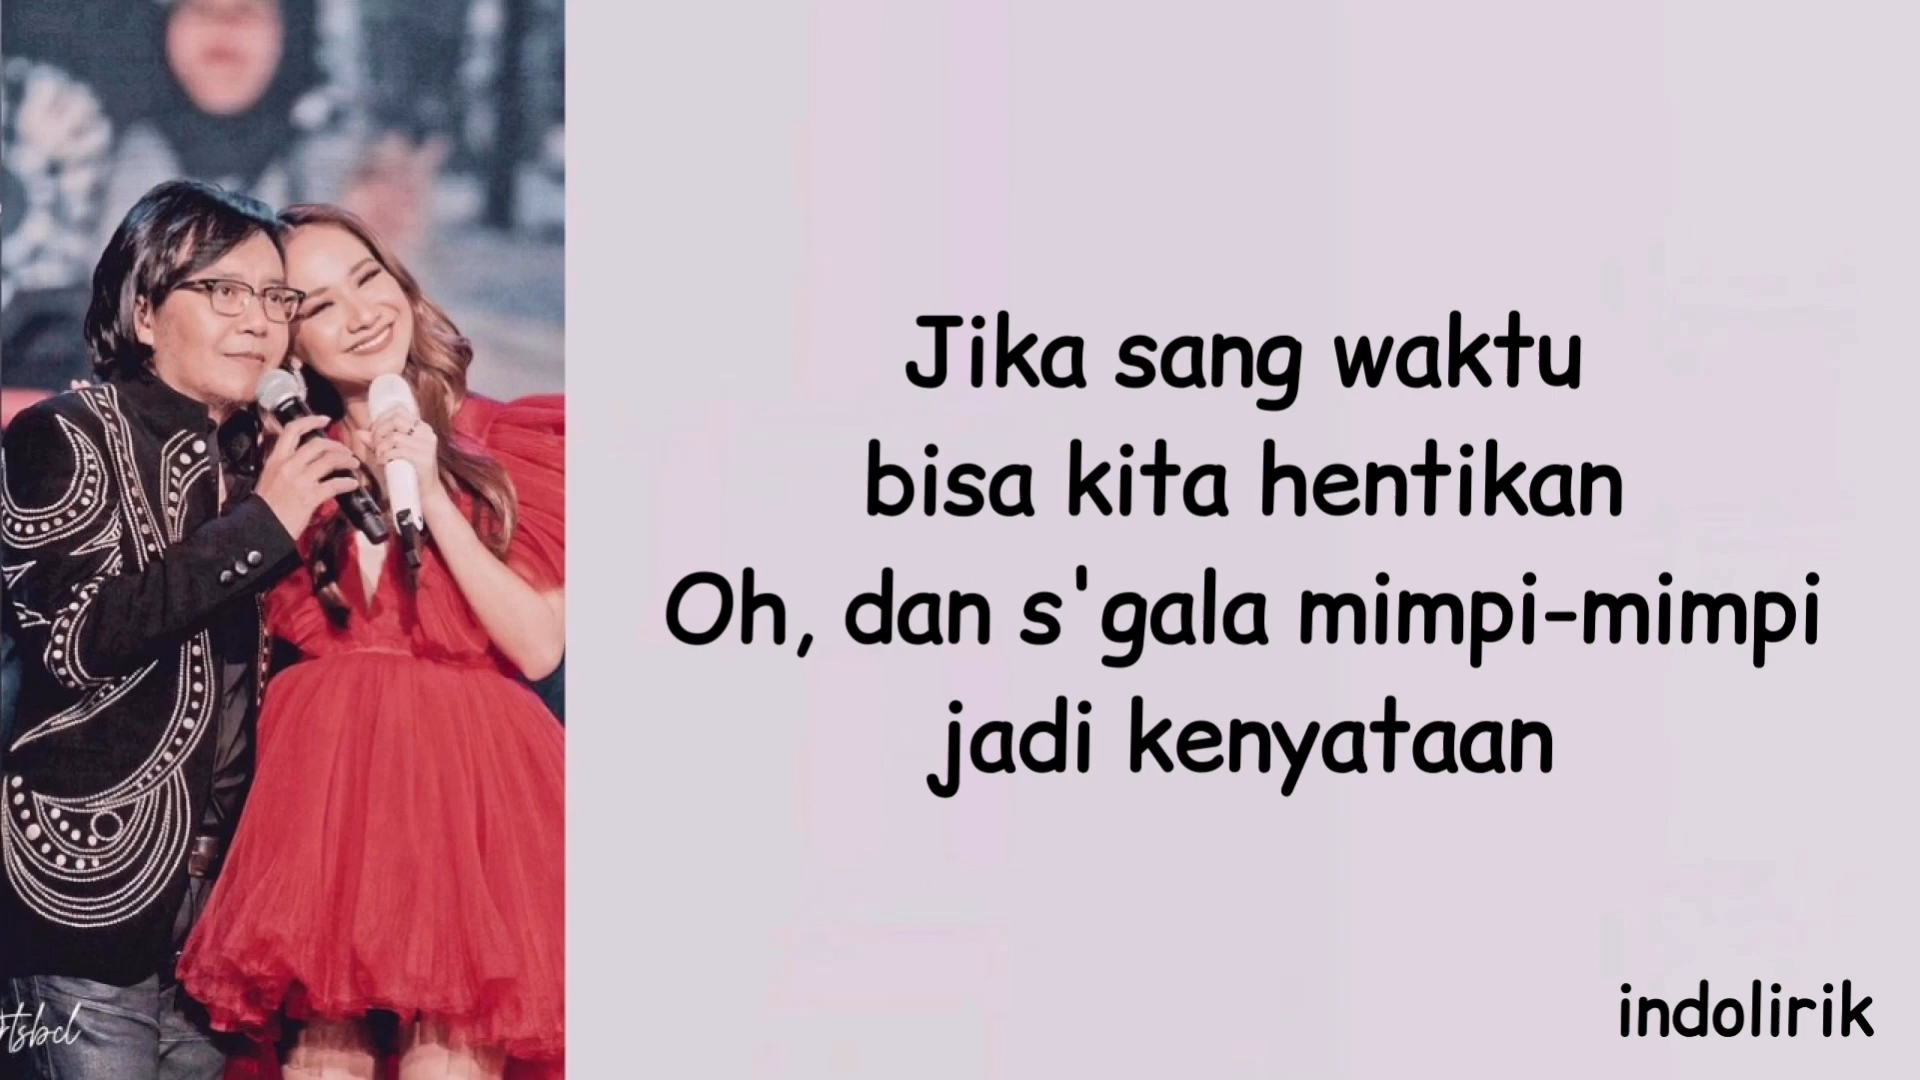 Jika sang waktu
bisa kita hentikan
Oh, dan s'gala mimpi-mimpi
jadi kenyataan
indolirik